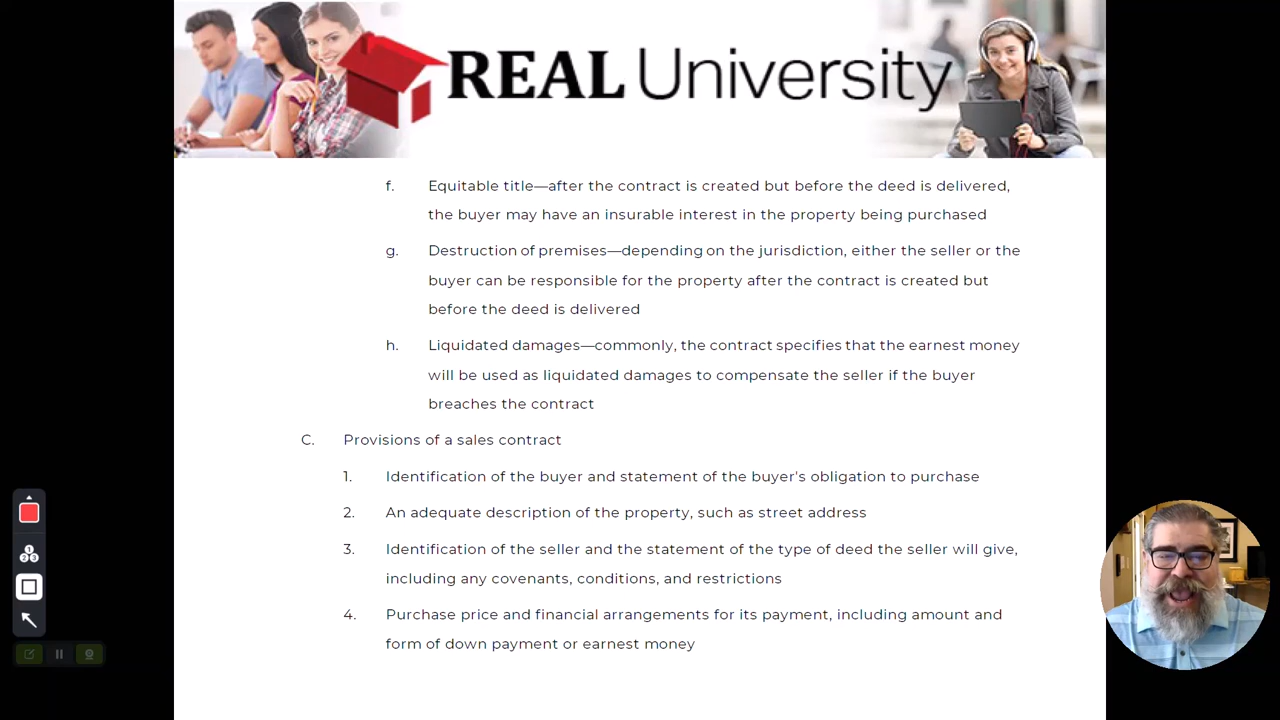 REAL University
f. Equitable title—after the contract is created but before the deed is delivered,
the buyer may have an insurable interest in the property being purchased
g. Destruction of premises—depending on the jurisdiction, either the seller or the
buyer can be responsible for the property after the contract is created but
before the deed is delivered
h. Liquidated damages—commonly, the contract specifies that the earnest money
will be used as liquidated damages to compensate the seller if the buyer
breaches the contract
C. Provisions of a sales contract
1. Identification of the buyer and statement of the buyer's obligation to purchase
2. An adequate description of the property, such as street address
3. Identification of the seller and the statement of the type of deed the seller will give,
including any covenants, conditions, and restrictions
4. Purchase price and financial arrangements for its payment, including amount and
form of down payment or earnest money